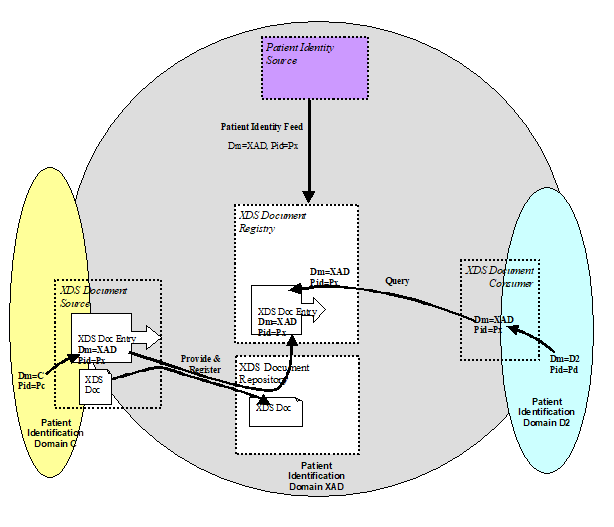 Patient Identity
Source
Patient Identity Feed
Dm=XAD, Pid=Px
XDS Document
Registry
Dm=XAD
Pid=Px
XDS Doc Entry
Dm=XAD
Pid=Px
Query
XDS Document
Consumer
Dm=XAD
Pid=Px
Dm=D2
Pid=Pd
Patient
Identification
Domain D2
XDS Document
Source
XDS Doc Entry
Dm=XAD
Pid=Px
XDS
Doc
Dm=C
Pid=Pc
Patient
Identification
Domain C
Provide &
Register
XDS Document
Repository
XDS Doc
Patient
Identification
Domain XAD